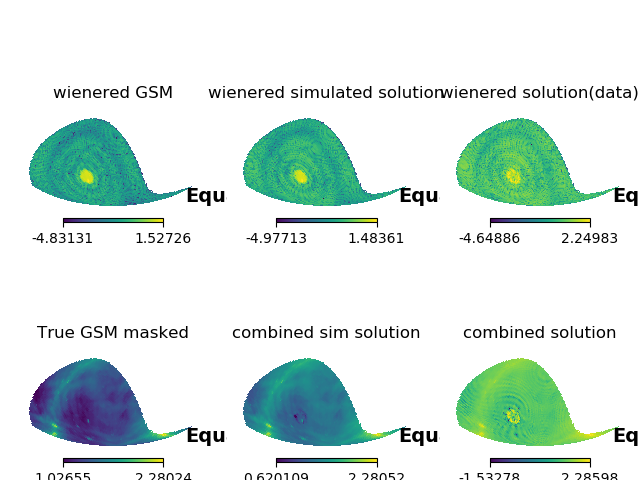 wienered GSM
wienered simulated solution
wienered solution(data)
Equ
Equ
Eq
-4.83131 1.52726
-4.97713 1.48361
-4.64886 2.24983
True GSM masked
combined sim solution
combined solution
Equ
Equ
Eq
1.02655 2.28024
0.620109 2.28052
-1.53278 2.28598